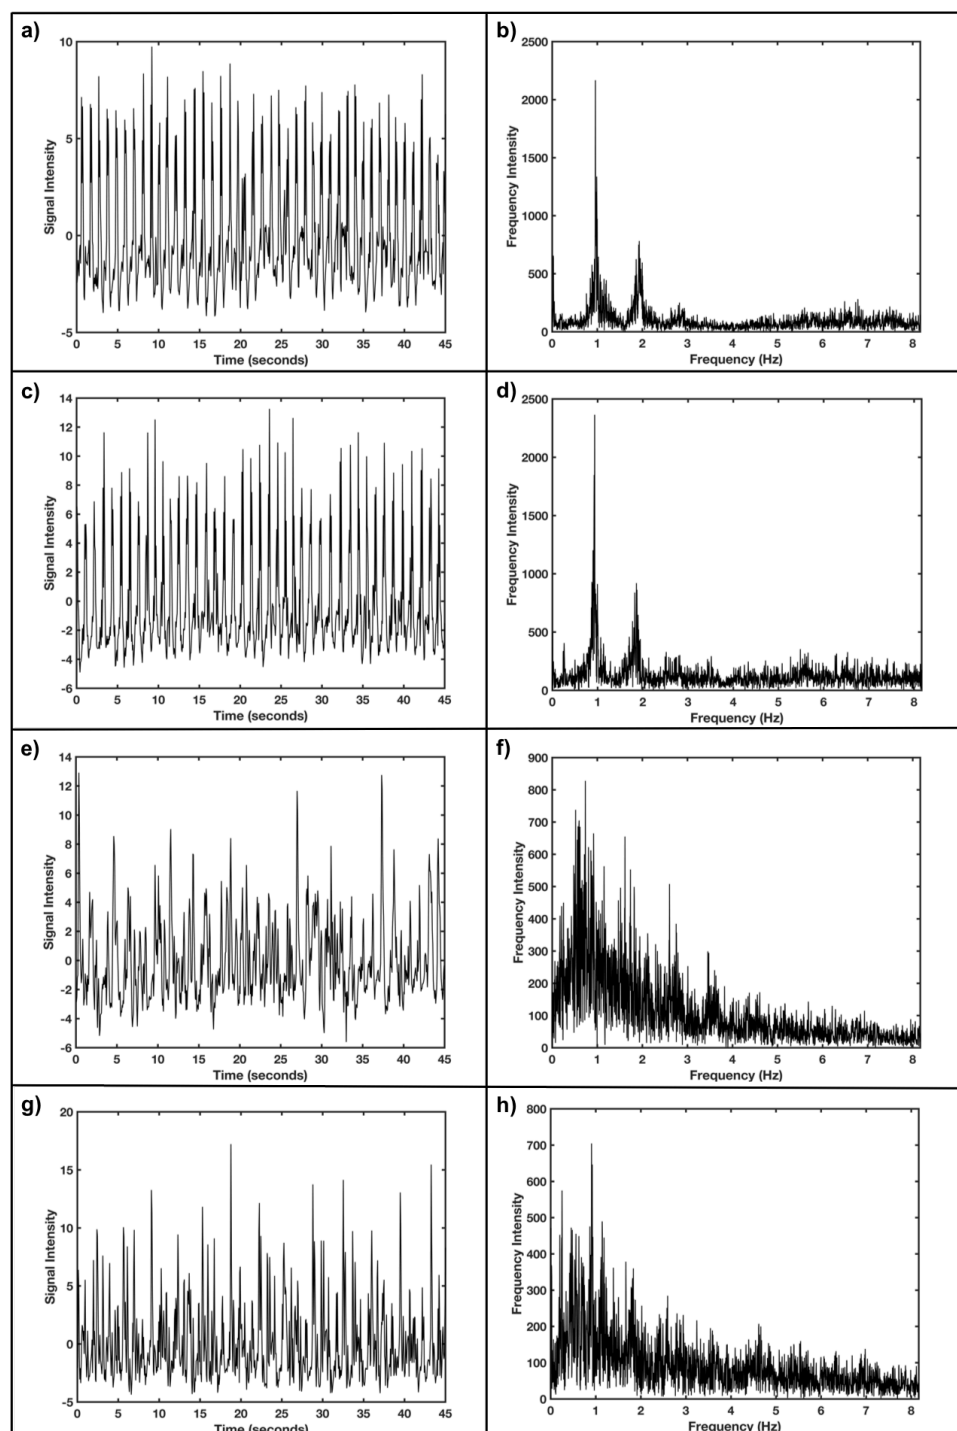 a)
10
5
0
-5
Signal Intensity
0 5 10 15 20 25 30 35 40 45
Time (seconds)
b)
2500
2000
1500
1000
500
0
Frequency Intensity
0 1 2 3 4 5 6 7 8
Frequency (Hz)
c)
14
12
10
8
6
4
2
0
-2
-4
-6
Signal Intensity
0 5 10 15 20 25 30 35 40 45
Time (seconds)
d)
2500
2000
1500
1000
500
0
Frequency Intensity
0 1 2 3 4 5 6 7 8
Frequency (Hz)
e)
14
12
10
8
6
4
2
0
-2
-4
-6
Signal Intensity
0 5 10 15 20 25 30 35 40 45
Time (seconds)
f)
900
800
700
600
500
400
300
200
100
0
Frequency Intensity
0 1 2 3 4 5 6 7 8
Frequency (Hz)
g)
20
15
10
5
0
-5
Signal Intensity
0 5 10 15 20 25 30 35 40 45
Time (seconds)
h)
800
700
600
500
400
300
200
100
0
Frequency Intensity
0 1 2 3 4 5 6 7 8
Frequency (Hz)